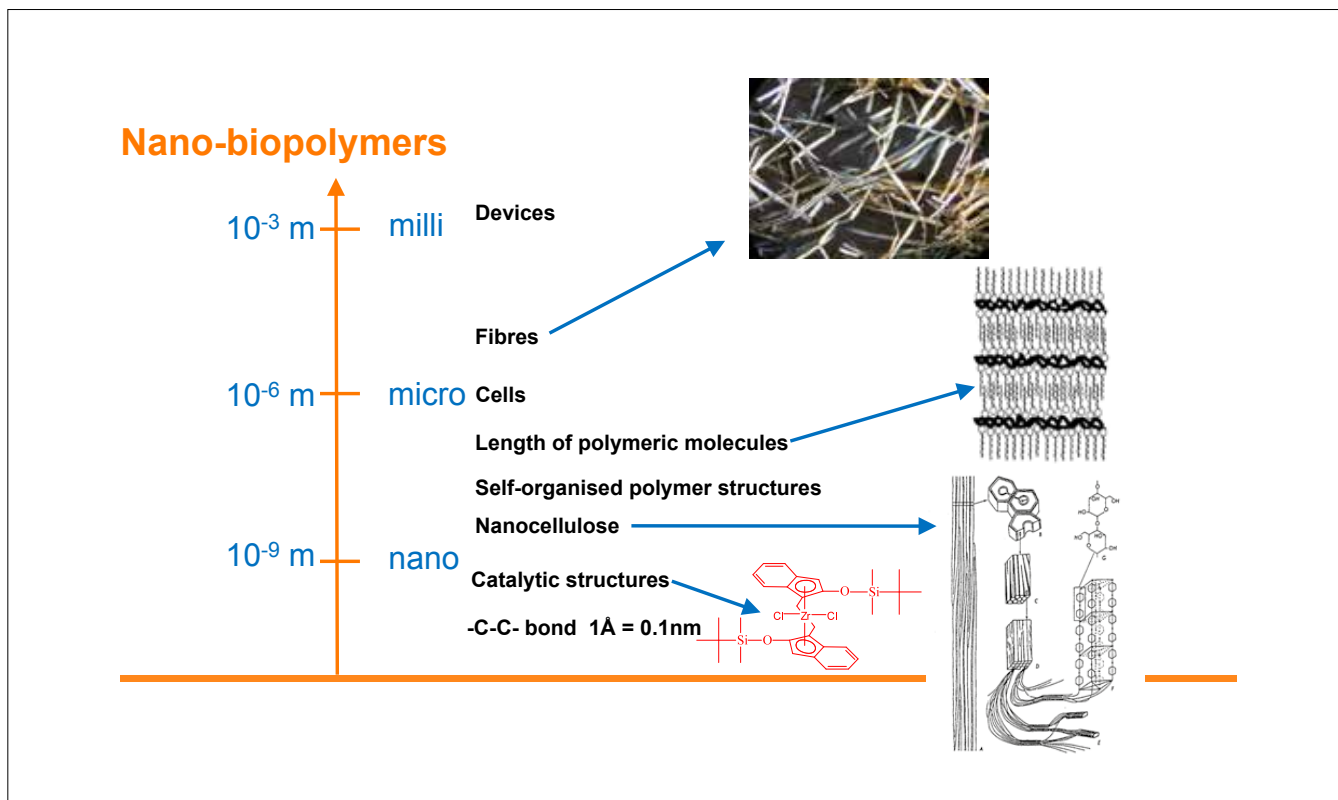 Nano-biopolymers
10⁻³ m milli Devices
Fibres
10⁻⁶ m micro Cells
Length of polymeric molecules
Self-organised polymer structures
Nanocellulose
10⁻⁹ m nano
Catalytic structures
-C-C- bond 1Å = 0.1nm
O Si
Cl Zr Cl
Si O
C
D
A